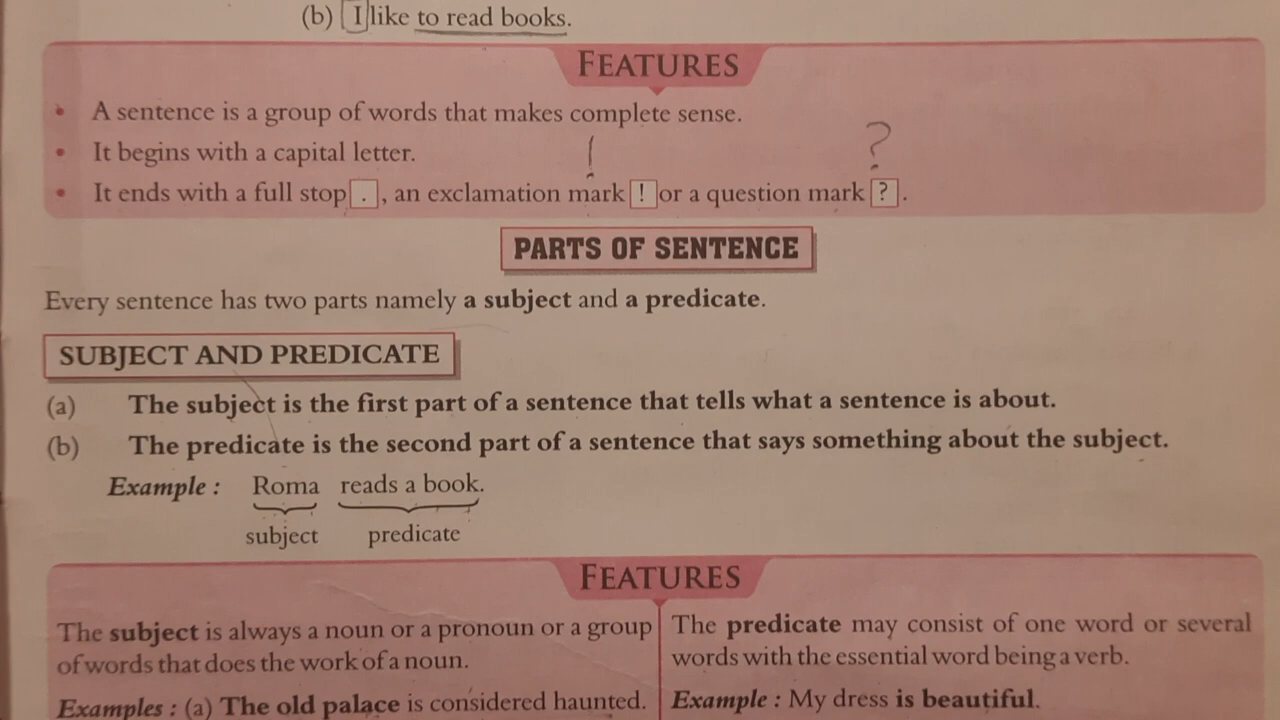 (b) I like to read books.
FEATURES
• A sentence is a group of words that makes complete sense.
• It begins with a capital letter.
! ?
• It ends with a full stop . , an exclamation mark ! or a question mark ? .
PARTS OF SENTENCE
Every sentence has two parts namely a subject and a predicate.
SUBJECT AND PREDICATE
(a) The subject is the first part of a sentence that tells what a sentence is about.
(b) The predicate is the second part of a sentence that says something about the subject.
Example : Roma reads a book.
subject predicate
FEATURES
The subject is always a noun or a pronoun or a group
of words that does the work of a noun.
Examples : (a) The old palace is considered haunted.
The predicate may consist of one word or several
words with the essential word being a verb.
Example : My dress is beautiful.